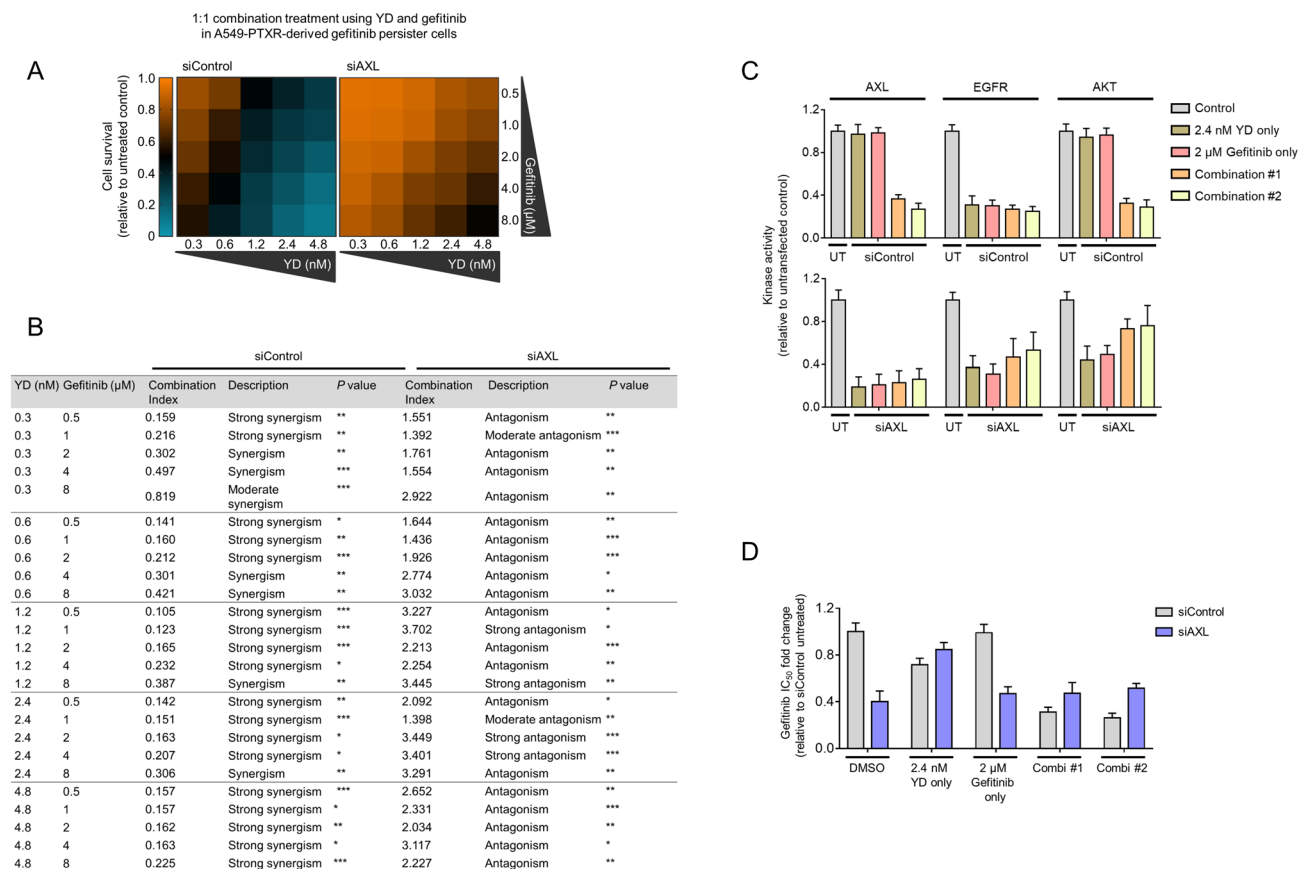 1:1 combination treatment using YD and gefitinib
in A549-PTXR-derived gefitinib persister cells
A
siControl
siAXL
Cell survival
(relative to untreated control)
1.0
0.8
0.6
0.4
0.2
0
0.5
1.0
2.0
4.0
8.0
Gefitinib (µM)
0.3 0.6 1.2 2.4 4.8
0.3 0.6 1.2 2.4 4.8
YD (nM)
YD (nM)
B
siControl siAXL
YD (nM) Gefitinib (µM) Combination Index Description P value Combination Index Description P value
0.3 0.5 0.159 Strong synergism ** 1.551 Antagonism **
0.3 1 0.216 Strong synergism ** 1.392 Moderate antagonism ***
0.3 2 0.302 Synergism ** 1.761 Antagonism **
0.3 4 0.497 Synergism *** 1.554 Antagonism **
0.3 8 0.819 Moderate synergism *** 2.922 Antagonism **
0.6 0.5 0.141 Strong synergism * 1.644 Antagonism **
0.6 1 0.160 Strong synergism ** 1.436 Antagonism ***
0.6 2 0.212 Strong synergism *** 1.926 Antagonism ***
0.6 4 0.301 Synergism ** 2.774 Antagonism *
0.6 8 0.421 Synergism ** 3.032 Antagonism **
1.2 0.5 0.105 Strong synergism *** 3.227 Antagonism *
1.2 1 0.123 Strong synergism *** 3.702 Strong antagonism *
1.2 2 0.165 Strong synergism *** 2.213 Antagonism ***
1.2 4 0.232 Strong synergism * 2.254 Antagonism **
1.2 8 0.387 Synergism ** 3.445 Strong antagonism **
2.4 0.5 0.142 Strong synergism ** 2.092 Antagonism *
2.4 1 0.151 Strong synergism *** 1.398 Moderate antagonism **
2.4 2 0.163 Strong synergism * 3.449 Strong antagonism ***
2.4 4 0.207 Strong synergism * 3.401 Strong antagonism ***
2.4 8 0.306 Synergism ** 3.291 Antagonism **
4.8 0.5 0.157 Strong synergism *** 2.652 Antagonism **
4.8 1 0.157 Strong synergism * 2.331 Antagonism ***
4.8 2 0.162 Strong synergism ** 2.034 Antagonism **
4.8 4 0.163 Strong synergism * 3.117 Antagonism *
4.8 8 0.225 Strong synergism *** 2.227 Antagonism **
C
AXL EGFR AKT
Kinase activity
(relative to untransfected control)
1.2
0.8
0.4
0.0
UT siControl UT siControl UT siControl
1.2
0.8
0.4
0.0
UT siAXL UT siAXL UT siAXL
Control
2.4 nM YD only
2 µM Gefitinib only
Combination #1
Combination #2
D
Gefitinib IC50 fold change
(relative to siControl untreated)
1.2
0.8
0.4
0.0
DMSO
2.4 nM
YD only
2 µM
Gefitinib
only
Combi #1
Combi #2
siControl
siAXL